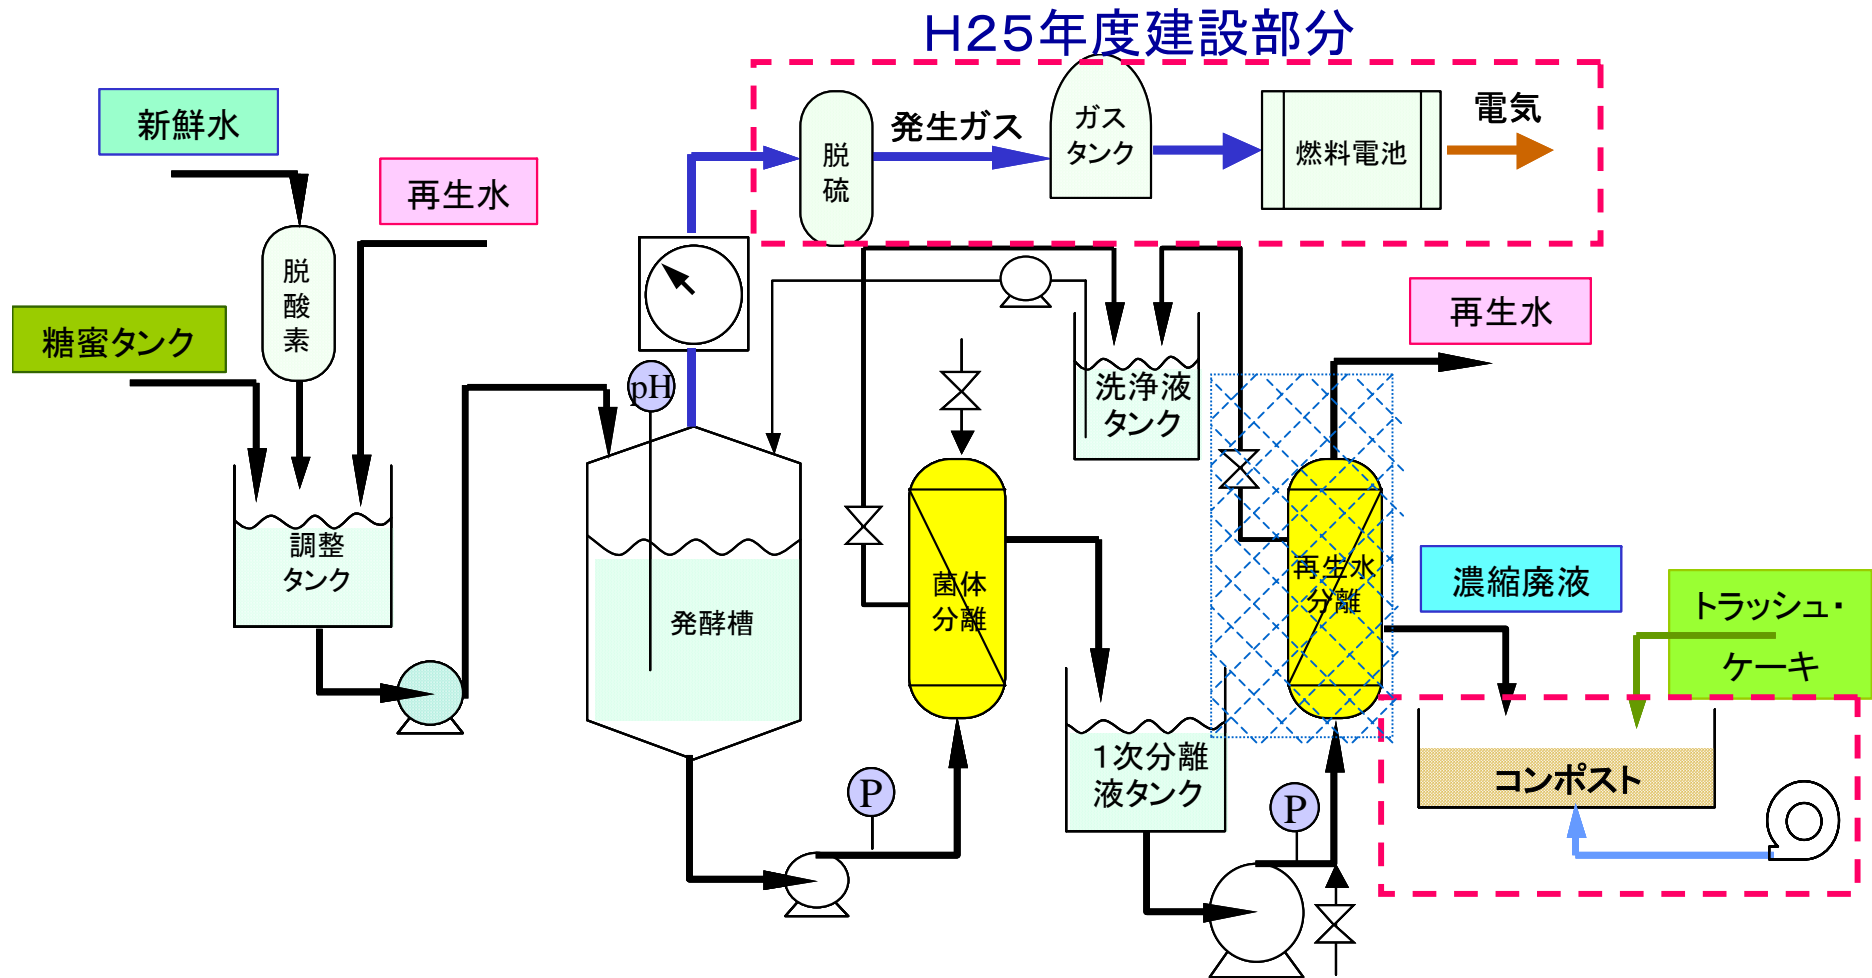 H25年度建設部分
新鮮水
再生水
糖蜜タンク
脱
酸
素
調整
タンク
pH
発酵槽
脱
硫
発生ガス
ガス
タンク
燃料電池
電気
洗浄液
タンク
菌体
分離
P
1次分離
液タンク
P
再生水
再生水
分離
濃縮廃液
トラッシュ・
ケーキ
コンポスト